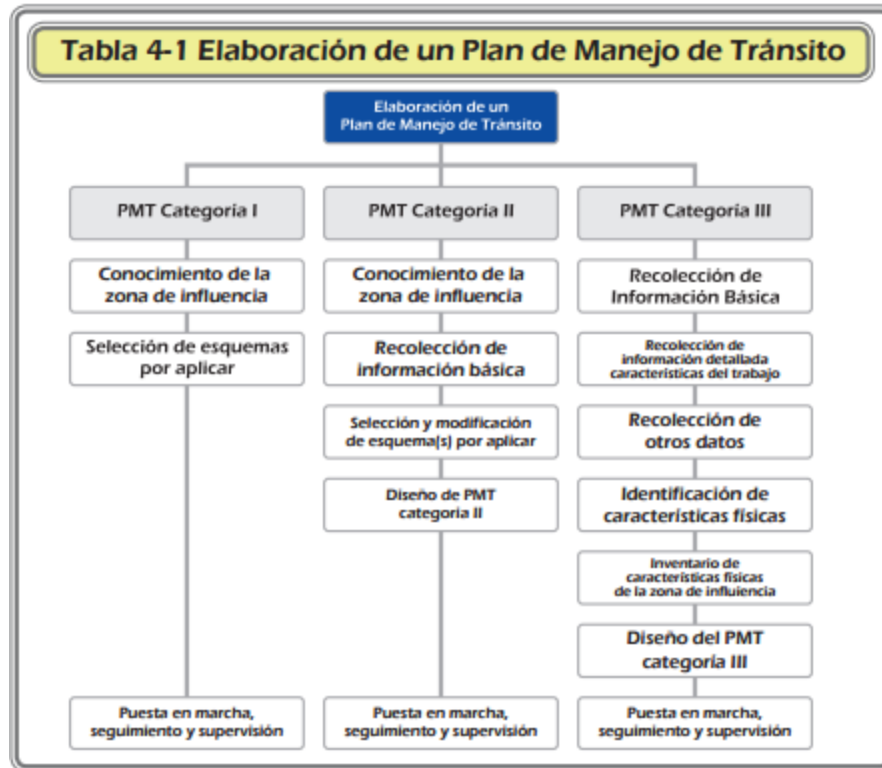 Tabla 4-1 Elaboración de un Plan de Manejo de Tránsito
Elaboración de un
Plan de Manejo de Tránsito
PMT Categoria I
Conocimiento de la
zona de influencia
Selección de esquemas
por aplicar
Puesta en marcha,
seguimiento y supervisión
PMT Categoria II
Conocimiento de la
zona de influencia
Recolección de
información básica
Selección y modificación
de esquema(s) por aplicar
Diseño de PMT
categoría II
Puesta en marcha,
seguimiento y supervisión
PMT Categoria III
Recolección de
Información Básica
Recolección de
información detallada
características del trabajo
Recolección de
otros datos
Identificación de
características físicas
Inventario de
características físicas
de la zona de influiencia
Diseño del PMT
categoría III
Puesta en marcha,
seguimiento y supervisión